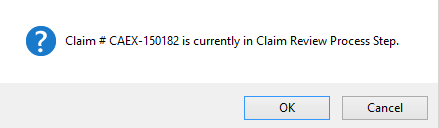 Claim # CAEX-150182 is currently in Claim Review Process Step.
OK
Cancel